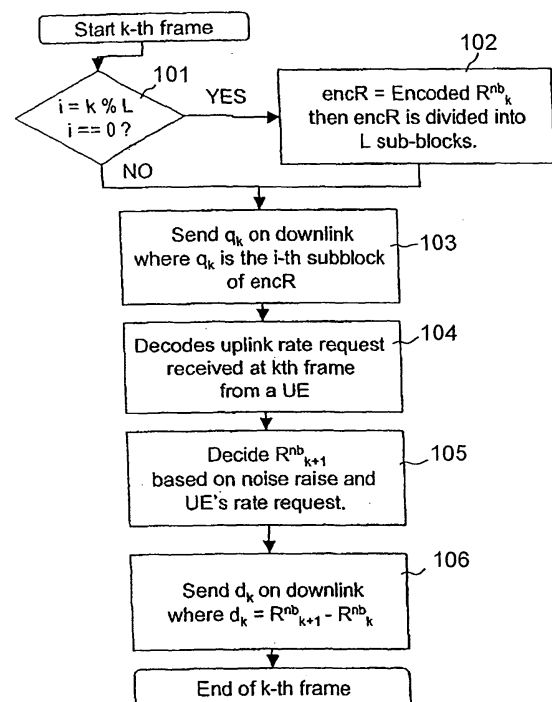 Start k-th frame
101
i = k % L
i == 0 ?
YES
NO
102
encR = Encoded R^nb_k
then encR is divided into
L sub-blocks.
Send q_k on downlink
where q_k is the i-th subblock
of encR
103
Decodes uplink rate request
received at kth frame
from a UE
104
Decide R^nb_k+1
based on noise raise and
UE's rate request.
105
Send d_k on downlink
where d_k = R^nb_k+1 - R^nb_k
106
End of k-th frame